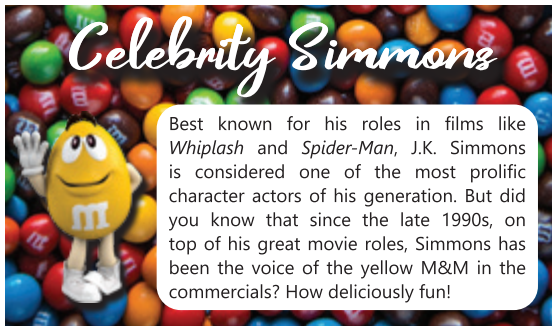 Celebrity Simmons
Best known for his roles in films like
Whiplash and Spider-Man, J.K. Simmons
is considered one of the most prolific
character actors of his generation. But did
you know that since the late 1990s, on
top of his great movie roles, Simmons has
been the voice of the yellow M&M in the
commercials? How deliciously fun!
m